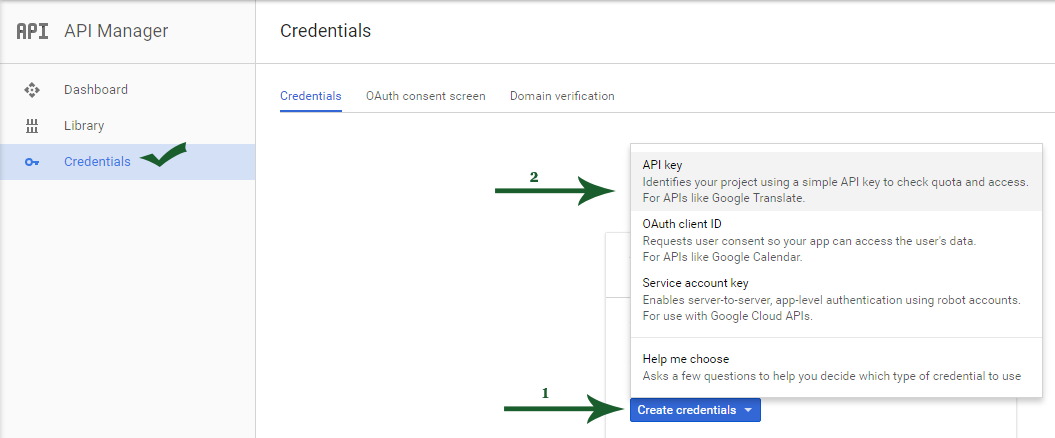 API API Manager
Credentials
Dashboard
Library
Credentials
Credentials OAuth consent screen Domain verification
2
API key
Identifies your project using a simple API key to check quota and access.
For APIs like Google Translate.
OAuth client ID
Requests user consent so your app can access the user's data.
For APIs like Google Calendar.
Service account key
Enables server-to-server, app-level authentication using robot accounts.
For use with Google Cloud APIs.
Help me choose
Asks a few questions to help you decide which type of credential to use
1
Create credentials